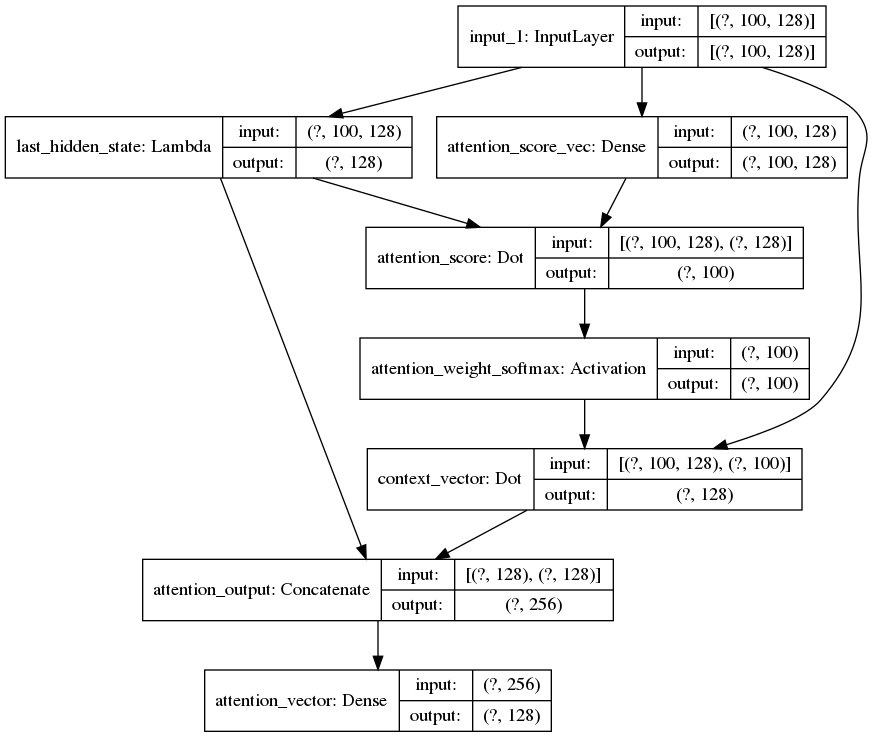 input_1: InputLayer
input: [(?, 100, 128)]
output: [(?, 100, 128)]
last_hidden_state: Lambda
input: (?, 100, 128)
output: (?, 128)
attention_score_vec: Dense
input: (?, 100, 128)
output: (?, 100, 128)
attention_score: Dot
input: [(?, 100, 128), (?, 128)]
output: (?, 100)
attention_weight_softmax: Activation
input: (?, 100)
output: (?, 100)
context_vector: Dot
input: [(?, 100, 128), (?, 100)]
output: (?, 128)
attention_output: Concatenate
input: [(?, 128), (?, 128)]
output: (?, 256)
attention_vector: Dense
input: (?, 256)
output: (?, 128)